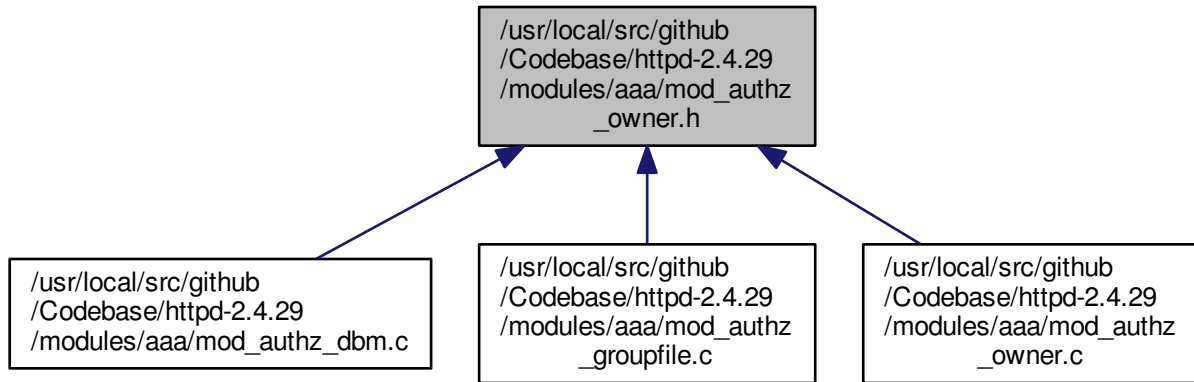 /usr/local/src/github
/Codebase/httpd-2.4.29
/modules/aaa/mod_authz
_owner.h
/usr/local/src/github
/Codebase/httpd-2.4.29
/modules/aaa/mod_authz_dbm.c
/usr/local/src/github
/Codebase/httpd-2.4.29
/modules/aaa/mod_authz
_groupfile.c
/usr/local/src/github
/Codebase/httpd-2.4.29
/modules/aaa/mod_authz
_owner.c